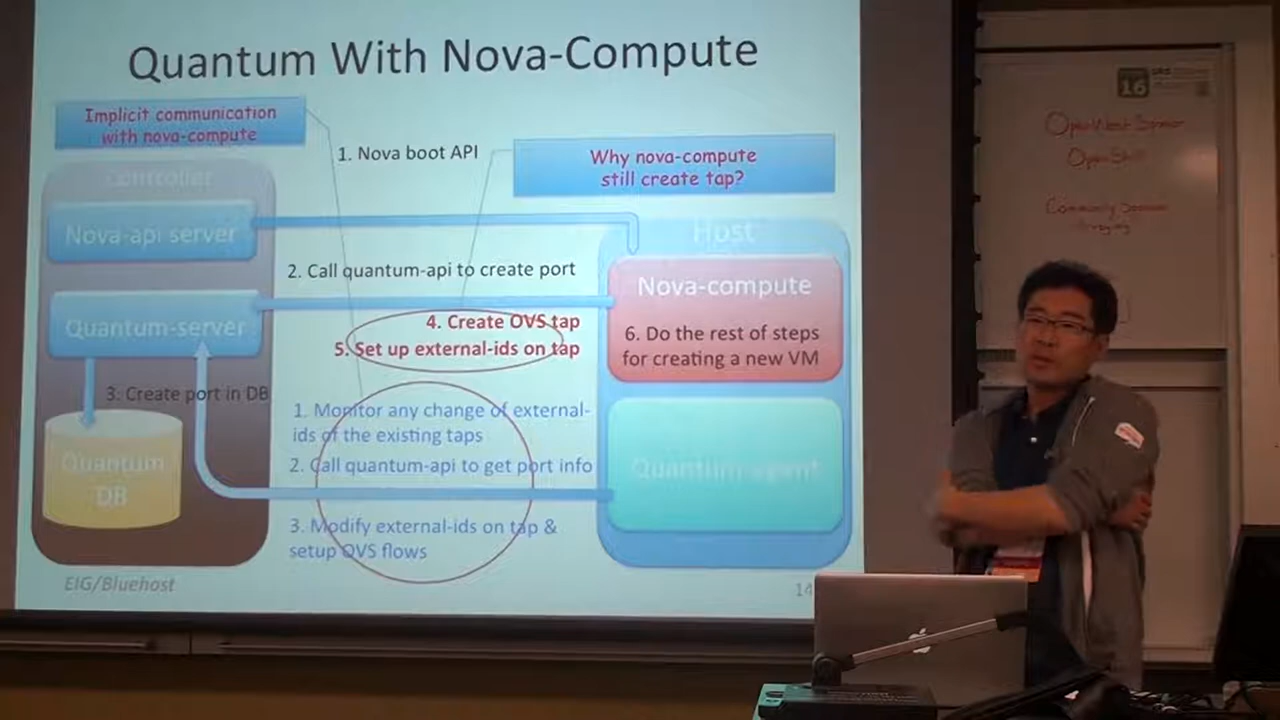 Quantum With Nova-Compute
Implicit communication
with nova-compute
1. Nova boot API
Why nova-compute
still create tap?
Controller
Nova-api server
Host
2. Call quantum-api to create port
Nova-compute
Quantum-server
4. Create OVS tap
5. Set up external-ids on tap
6. Do the rest of steps
for creating a new VM
3. Create port in DB
1. Monitor any change of external-
ids of the existing taps
2. Call quantum-api to get port info
Quantum
DB
Quantum-agent
3. Modify external-ids on tap &
setup OVS flows
EIG/Bluehost
14
16
OpenWest Sponsor
OpenStack